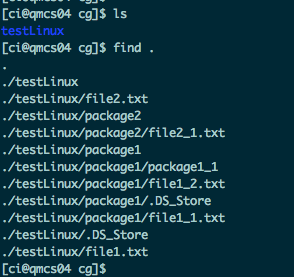 [ci@qmcs04 cg]$ ls
testLinux
[ci@qmcs04 cg]$ find .
.
./testLinux
./testLinux/file2.txt
./testLinux/package2
./testLinux/package2/file2_1.txt
./testLinux/package1
./testLinux/package1/package1_1
./testLinux/package1/file1_2.txt
./testLinux/package1/.DS_Store
./testLinux/package1/file1_1.txt
./testLinux/.DS_Store
./testLinux/file1.txt
[ci@qmcs04 cg]$